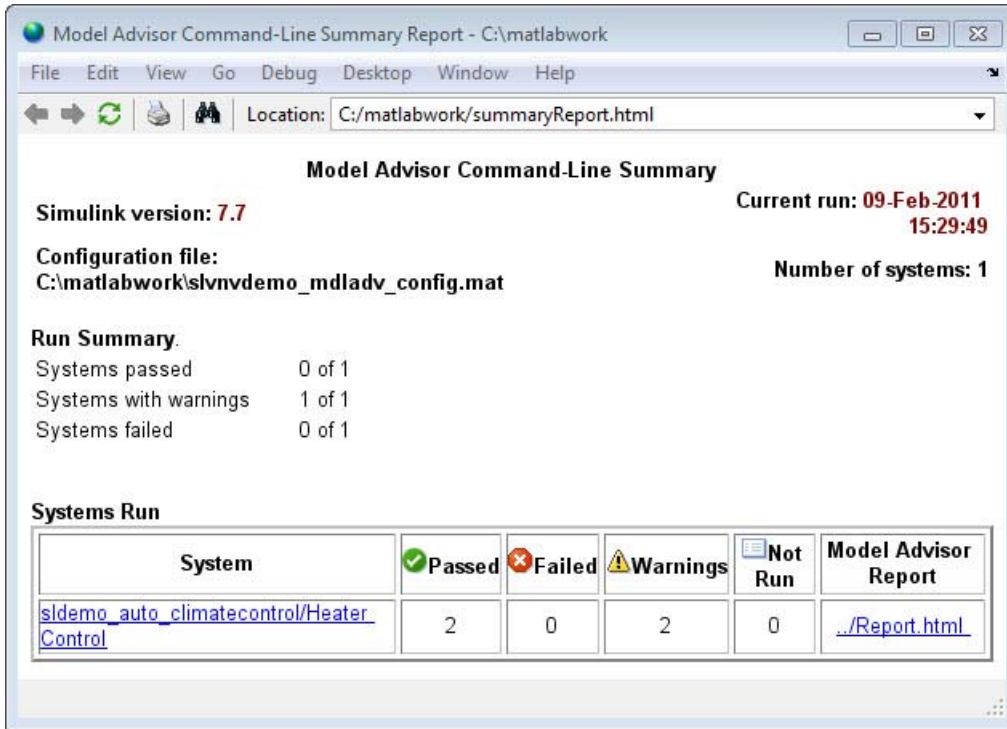 Model Advisor Command-Line Summary Report - C:\matlabwork
File Edit View Go Debug Desktop Window Help
Location: C:/matlabwork/summaryReport.html
Model Advisor Command-Line Summary
Simulink version: 7.7
Current run: 09-Feb-2011
15:29:49
Configuration file:
C:\matlabwork\slvnvdemo_mdladv_config.mat
Number of systems: 1
Run Summary.
Systems passed 0 of 1
Systems with warnings 1 of 1
Systems failed 0 of 1
Systems Run
System Passed Failed Warnings Not
Run Model Advisor
Report
sldemo_auto_climatecontrol/Heater
Control 2 0 2 0 ../Report.html